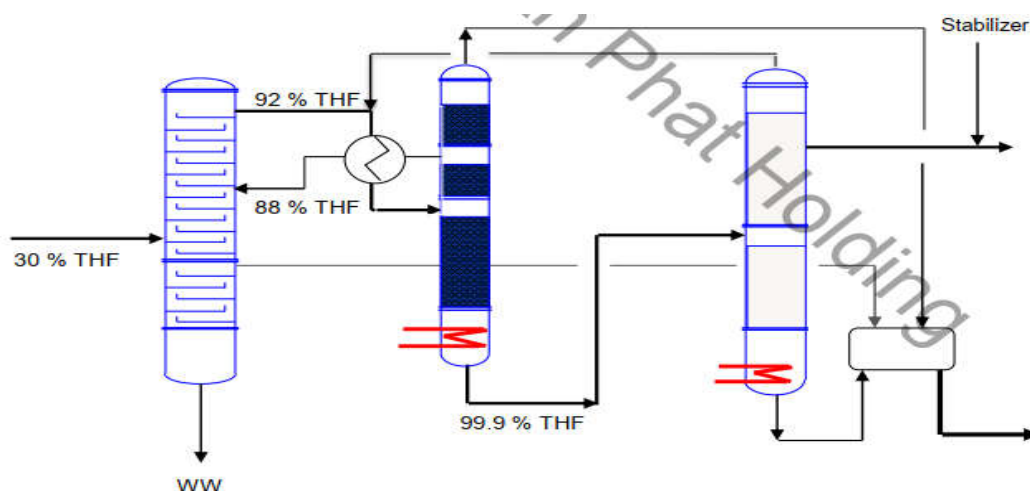 Stabilizer
92 % THF
88 % THF
30 % THF
99.9 % THF
WW
Phat Holding